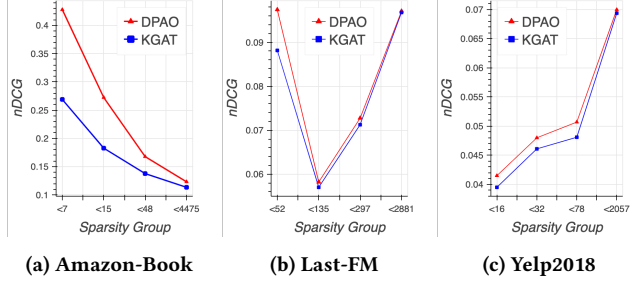 nDCG
0.4
0.35
0.3
0.25
0.2
0.15
0.1
DPAO
KGAT
<7
<15
<48
<4475
Sparsity Group
(a) Amazon-Book
nDCG
0.09
0.08
0.07
0.06
DPAO
KGAT
<52
<135
<297
<2881
Sparsity Group
(b) Last-FM
nDCG
0.07
0.065
0.06
0.055
0.05
0.045
0.04
DPAO
KGAT
<16
<32
<78
<2057
Sparsity Group
(c) Yelp2018